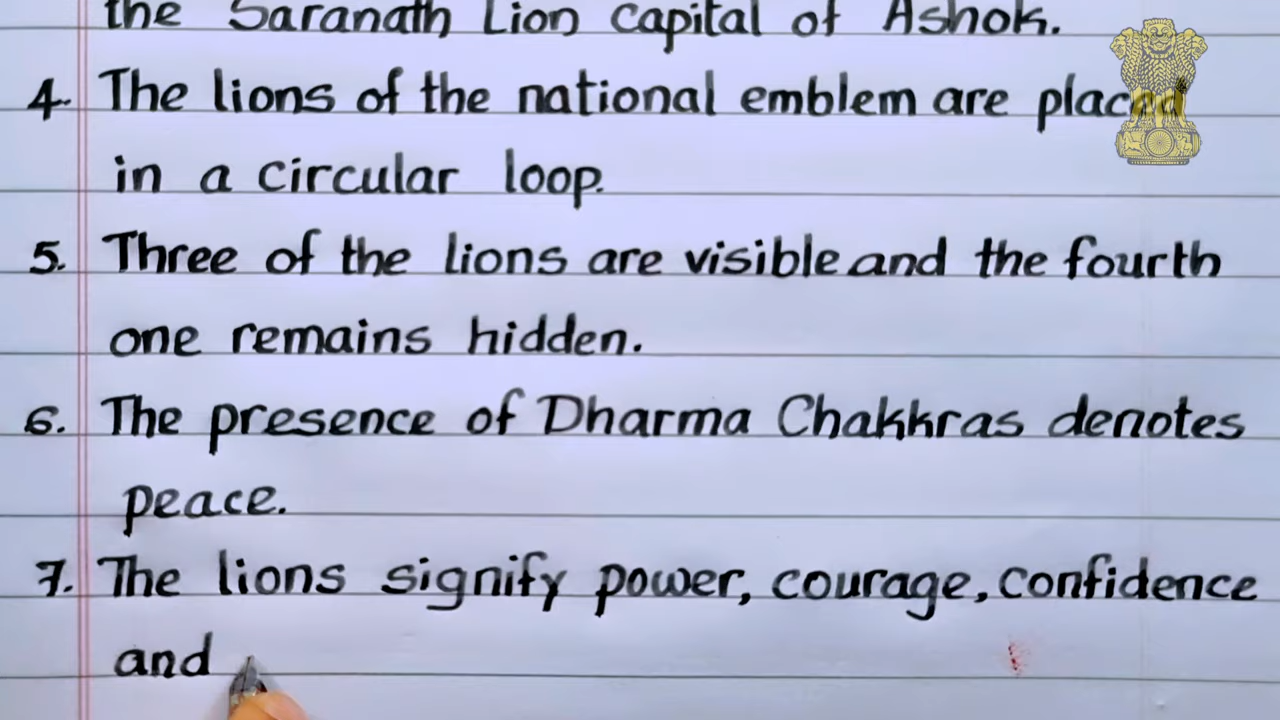 the Saranath Lion Capital of Ashok.
4. The lions of the national emblem are placed
in a circular loop.
5. Three of the lions are visible and the fourth
one remains hidden.
6. The presence of Dharma Chakkras denotes
peace.
7. The lions signify power, courage, confidence
and